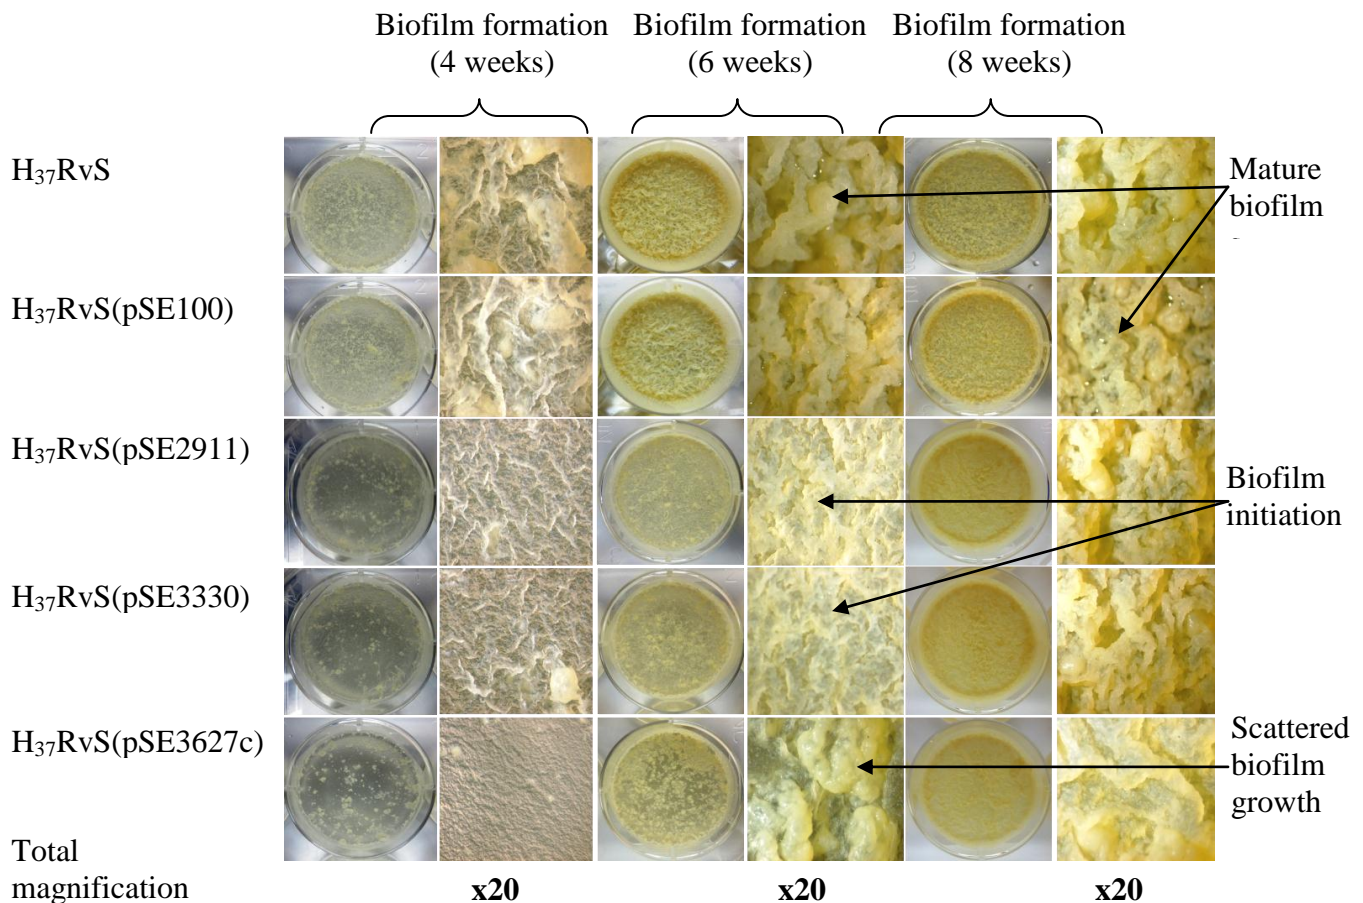 Biofilm formation Biofilm formation Biofilm formation
(4 weeks) (6 weeks) (8 weeks)
H₃₇RvS
Mature
biofilm
H₃₇RvS(pSE100)
H₃₇RvS(pSE2911)
Biofilm
initiation
H₃₇RvS(pSE3330)
H₃₇RvS(pSE3627c)
Scattered
biofilm
growth
Total
magnification
x20 x20 x20